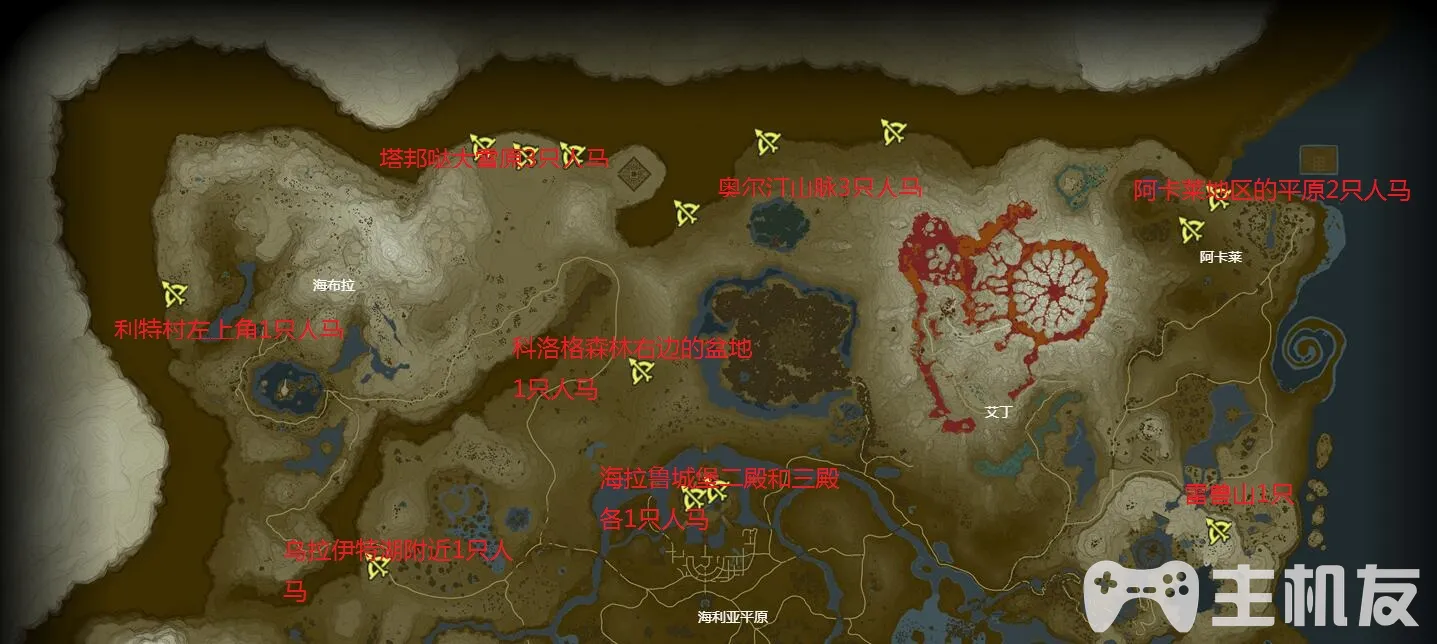 塔邦哒大雪原3只人马
奥尔汀山脉3只人马
阿卡莱地区的平原2只人马
阿卡莱
海布拉
利特村左上角1只人马
科洛格森林右边的盆地
1只人马
艾丁
海拉鲁城堡二殿和三殿
各1只人马
雷兽山1只
乌拉伊特湖附近1只人
马
海利亚平原
主机友